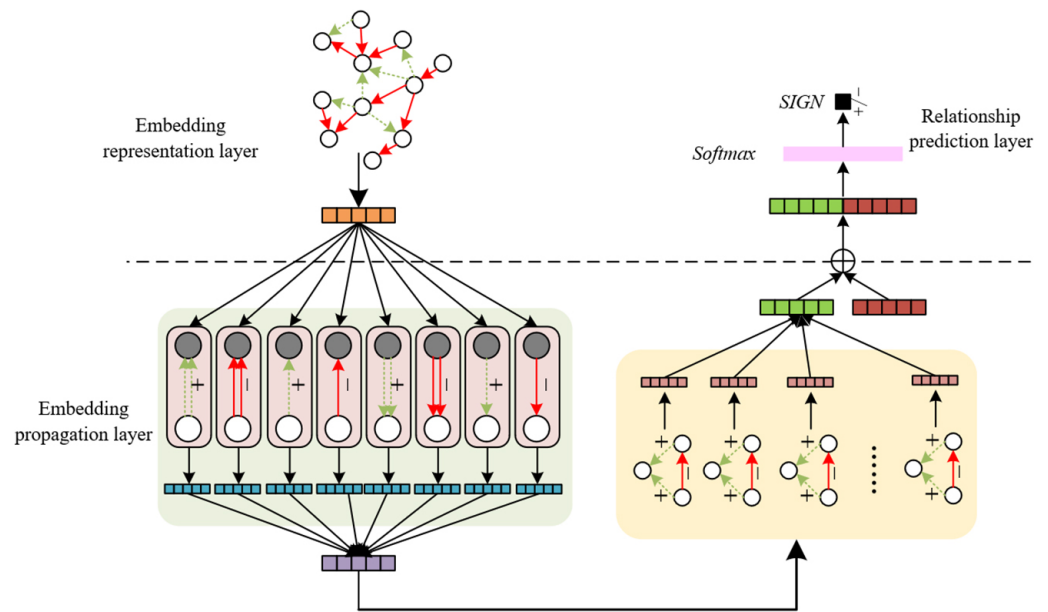 Embedding
representation layer
SIGN
− +
Softmax
Relationship
prediction layer
Embedding
propagation layer
+ − + − + − + −
+ + + +
− − − −
+ + + +